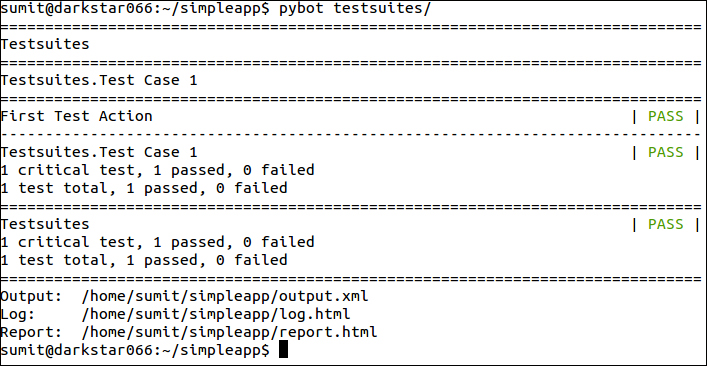 sumit@darkstar066:~/simpleapp$ pybot testsuites/
==============================================================================
Testsuites
==============================================================================
Testsuites.Test Case 1
==============================================================================
First Test Action                                                     | PASS |
------------------------------------------------------------------------------
Testsuites.Test Case 1                                                | PASS |
1 critical test, 1 passed, 0 failed
1 test total, 1 passed, 0 failed
==============================================================================
Testsuites                                                            | PASS |
1 critical test, 1 passed, 0 failed
1 test total, 1 passed, 0 failed
==============================================================================
Output:  /home/sumit/simpleapp/output.xml
Log:     /home/sumit/simpleapp/log.html
Report:  /home/sumit/simpleapp/report.html
sumit@darkstar066:~/simpleapp$